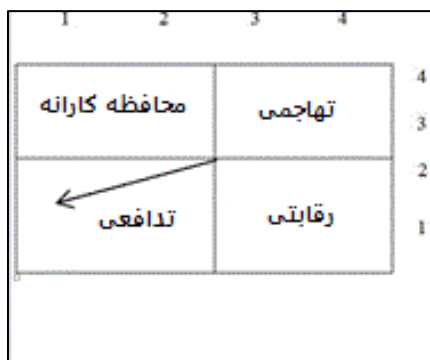 1 2 3 4
محافظه کارانه
تهاجمی
4
3
2
تدافعی
رقابتی
1